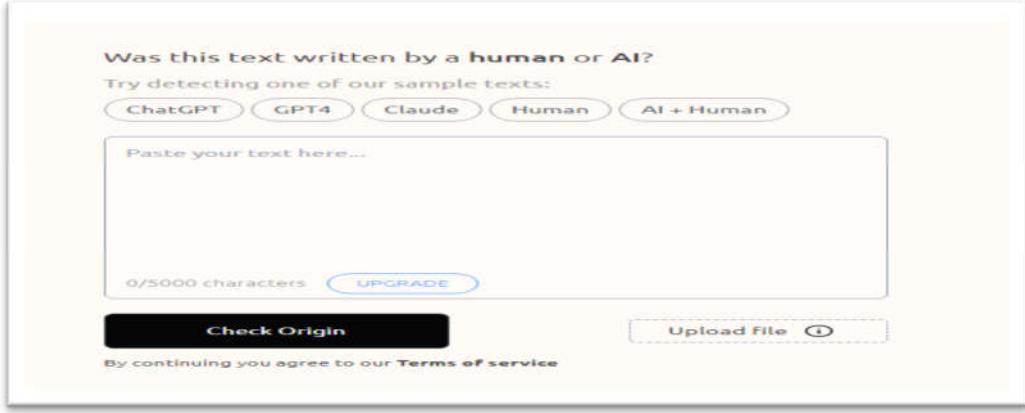 Was this text written by a human or AI?
Try detecting one of our sample texts:
ChatGPT GPT4 Claude Human AI + Human
Paste your text here...
0/5000 characters UPGRADE
Check Origin Upload file
By continuing you agree to our Terms of service